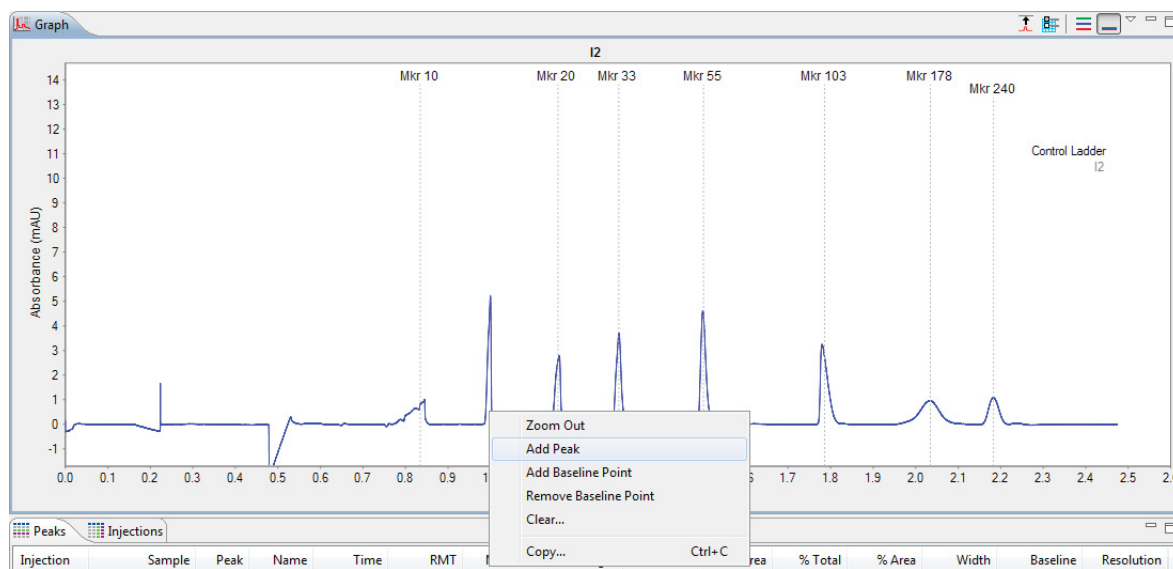 Graph
I2
Mkr 10 Mkr 20 Mkr 33 Mkr 55 Mkr 103 Mkr 178
Mkr 240
Control Ladder
I2
Absorbance (mAU)
14
13
12
11
10
9
8
7
6
5
4
3
2
1
0
-1
0.0 0.1 0.2 0.3 0.4 0.5 0.6 0.7 0.8 0.9 1.7 1.8 1.9 2.0 2.1 2.2 2.3 2.4 2.5
Zoom Out
Add Peak
Add Baseline Point
Remove Baseline Point
Clear...
Copy... Ctrl+C
Peaks Injections
Injection Sample Peak Name Time RMT % Total % Area Width Baseline Resolution